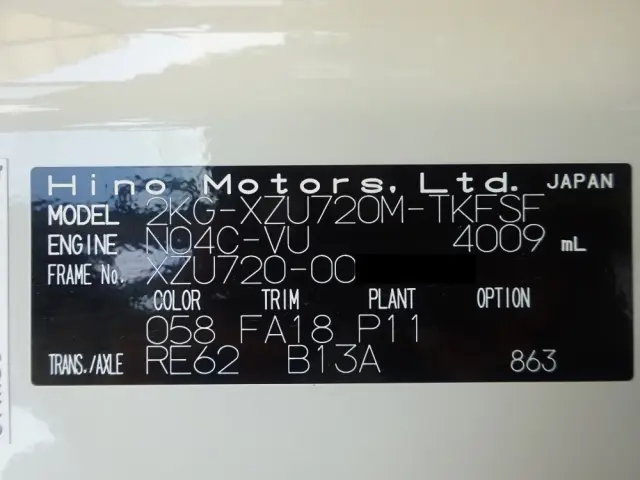 Hino Motors, Ltd. JAPAN
MODEL 2KG-XZU720M-TKFSF
ENGINE N04C-VU 4009 mL
FRAME No. XZU720-00
COLOR TRIM PLANT OPTION
058 FA18 P11
TRANS./AXLE RE62 B13A 863